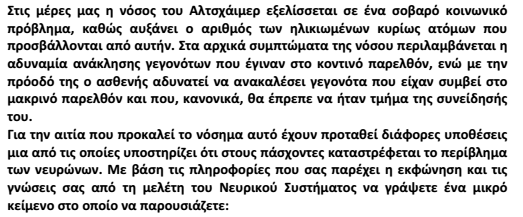 Στις μέρες μας η νόσος του Αλτσχάιμερ εξελίσσεται σε ένα σοβαρό κοινωνικό
πρόβλημα, καθώς αυξάνει ο αριθμός των ηλικιωμένων κυρίως ατόμων που
προσβάλλονται από αυτήν. Στα αρχικά συμπτώματα της νόσου περιλαμβάνεται η
αδυναμία ανάκλησης γεγονότων που έγιναν στο κοντινό παρελθόν, ενώ με την
πρόοδό της ο ασθενής αδυνατεί να ανακαλέσει γεγονότα που είχαν συμβεί στο
μακρινό παρελθόν και που, κανονικά, θα έπρεπε να ήταν τμήμα της συνείδησής
του.
Για την αιτία που προκαλεί το νόσημα αυτό έχουν προταθεί διάφορες υποθέσεις
μια από τις οποίες υποστηρίζει ότι στους πάσχοντες καταστρέφεται το περίβλημα
των νευρώνων. Με βάση τις πληροφορίες που σας παρέχει η εκφώνηση και τις
γνώσεις σας από τη μελέτη του Νευρικού Συστήματος να γράψετε ένα μικρό
κείμενο στο οποίο να παρουσιάζετε: